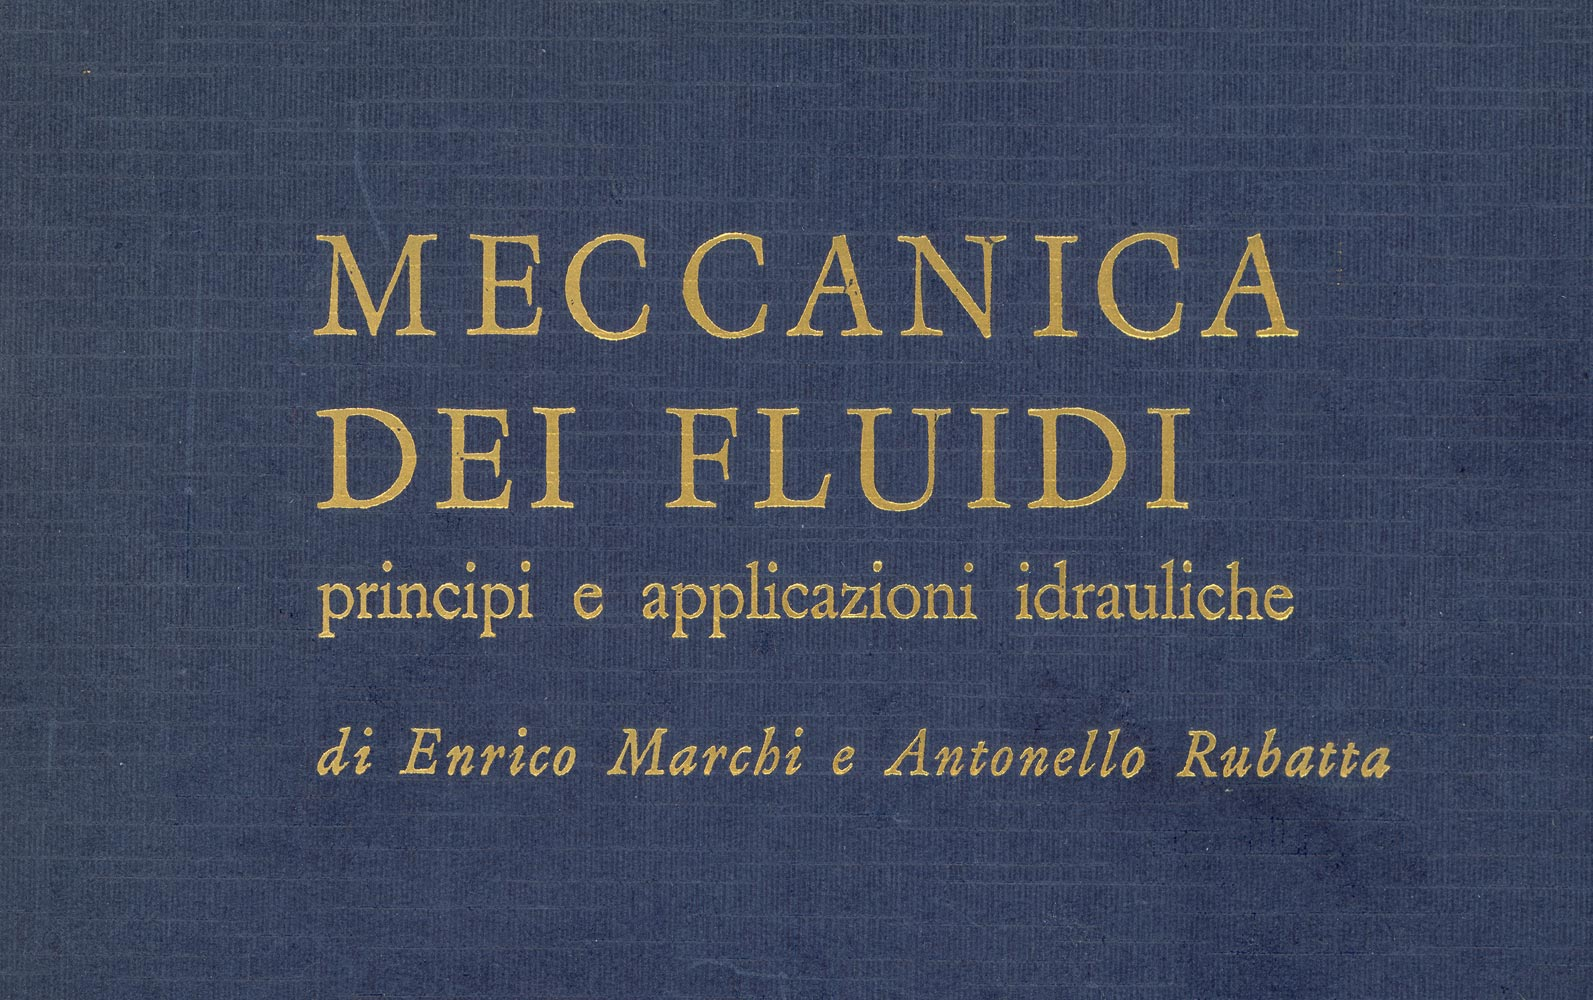 MECCANICA
DEI FLUIDI
principi e applicazioni idrauliche
di Enrico Marchi e Antonello Rubatta